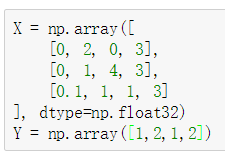 X = np.array([
    [0, 2, 0, 3],
    [0, 1, 4, 3],
    [0.1, 1, 1, 3]
], dtype=np.float32)
Y = np.array([1,2,1,2])